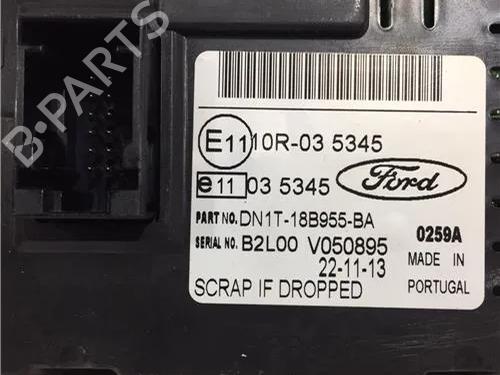 B-PARTS
E11 10R-03 5345
e11 03 5345 Ford
PART NO. DN1T-18B955-BA 0259A
SERIAL NO. B2L00 V050895 MADE IN
22-11-13 PORTUGAL
SCRAP IF DROPPED